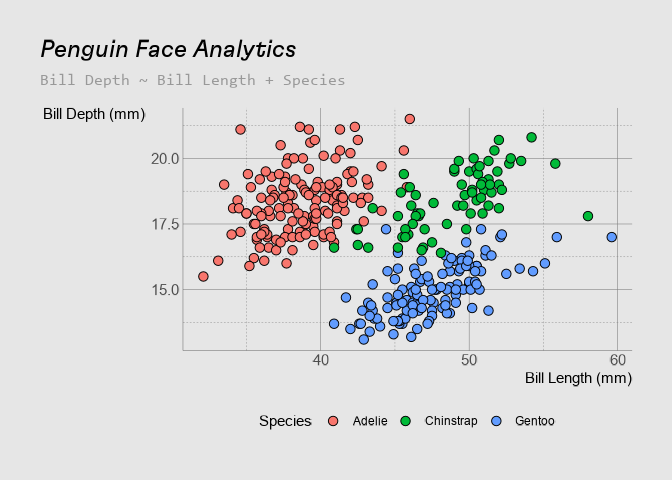 Penguin Face Analytics
Bill Depth ~ Bill Length + Species
Bill Depth (mm)
20.0
17.5
15.0
40 50 60
Bill Length (mm)
Species Adelie Chinstrap Gentoo